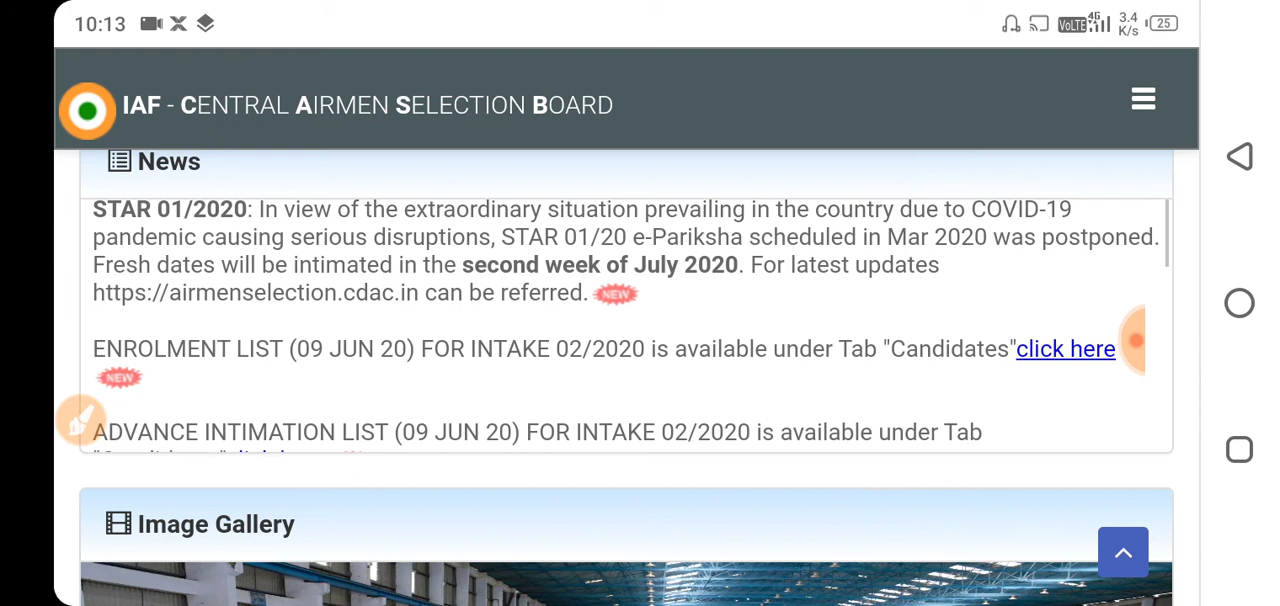 10:13
VoLTE 4G 3.4 K/s 25
IAF - CENTRAL AIRMEN SELECTION BOARD
News
STAR 01/2020: In view of the extraordinary situation prevailing in the country due to COVID-19
pandemic causing serious disruptions, STAR 01/20 e-Pariksha scheduled in Mar 2020 was postponed.
Fresh dates will be intimated in the second week of July 2020. For latest updates
https://airmenselection.cdac.in can be referred. NEW
ENROLMENT LIST (09 JUN 20) FOR INTAKE 02/2020 is available under Tab "Candidates"click here
NEW
ADVANCE INTIMATION LIST (09 JUN 20) FOR INTAKE 02/2020 is available under Tab
Image Gallery